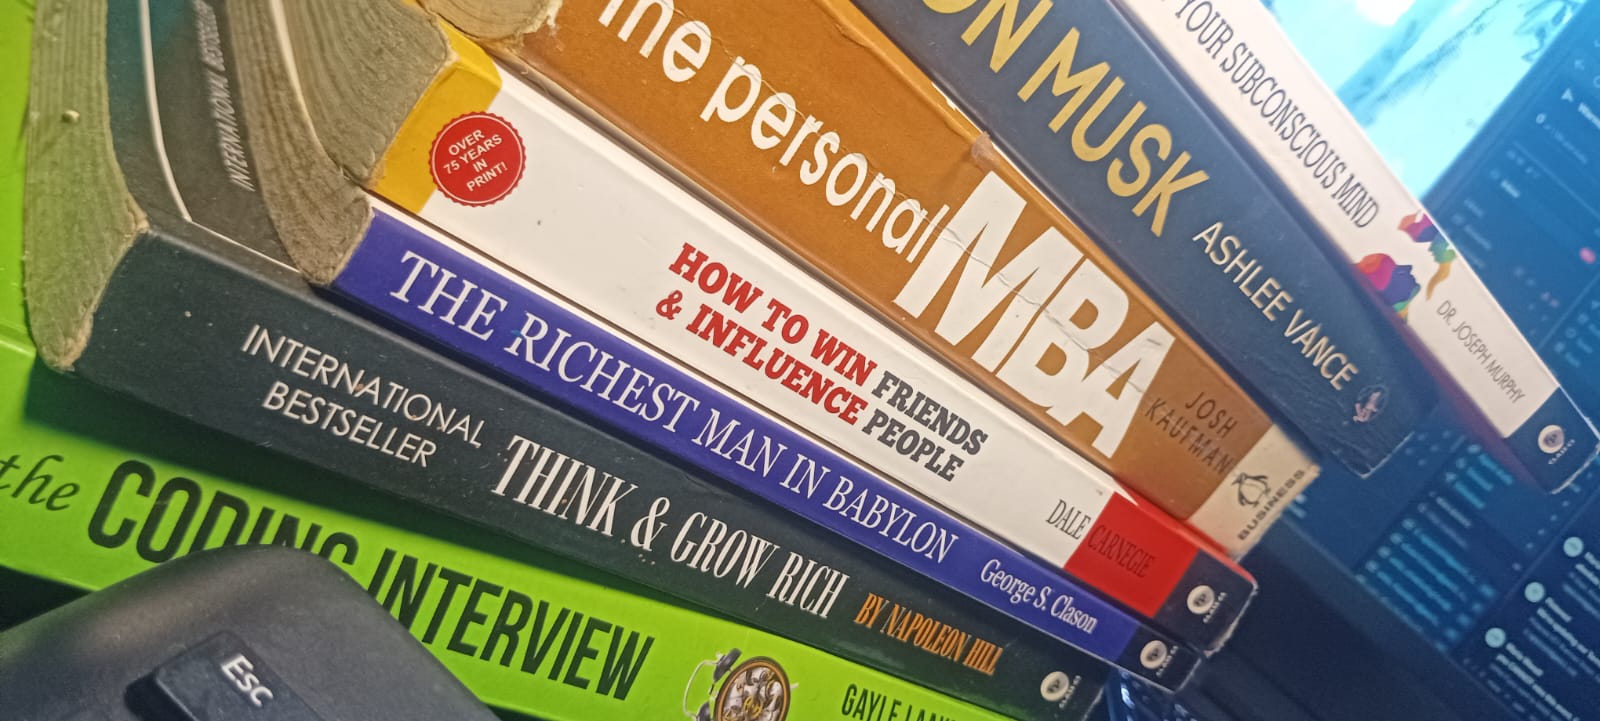 YOUR SUBCONSCIOUS MIND
DR. JOSEPH MURPHY
ON MUSK
ASHLEE VANCE
the personal
MBA
JOSH
KAUFMAN
BUSINESS
OVER
75 YEARS
IN
PRINT!
HOW TO WIN FRIENDS
& INFLUENCE PEOPLE
DALE CARNEGIE
THE RICHEST MAN IN BABYLON
George S. Clason
INTERNATIONAL
INTERNATIONAL
BESTSELLER
THINK & GROW RICH
BY NAPOLEON HILL
the
CODING INTERVIEW
GAYLE
Esc